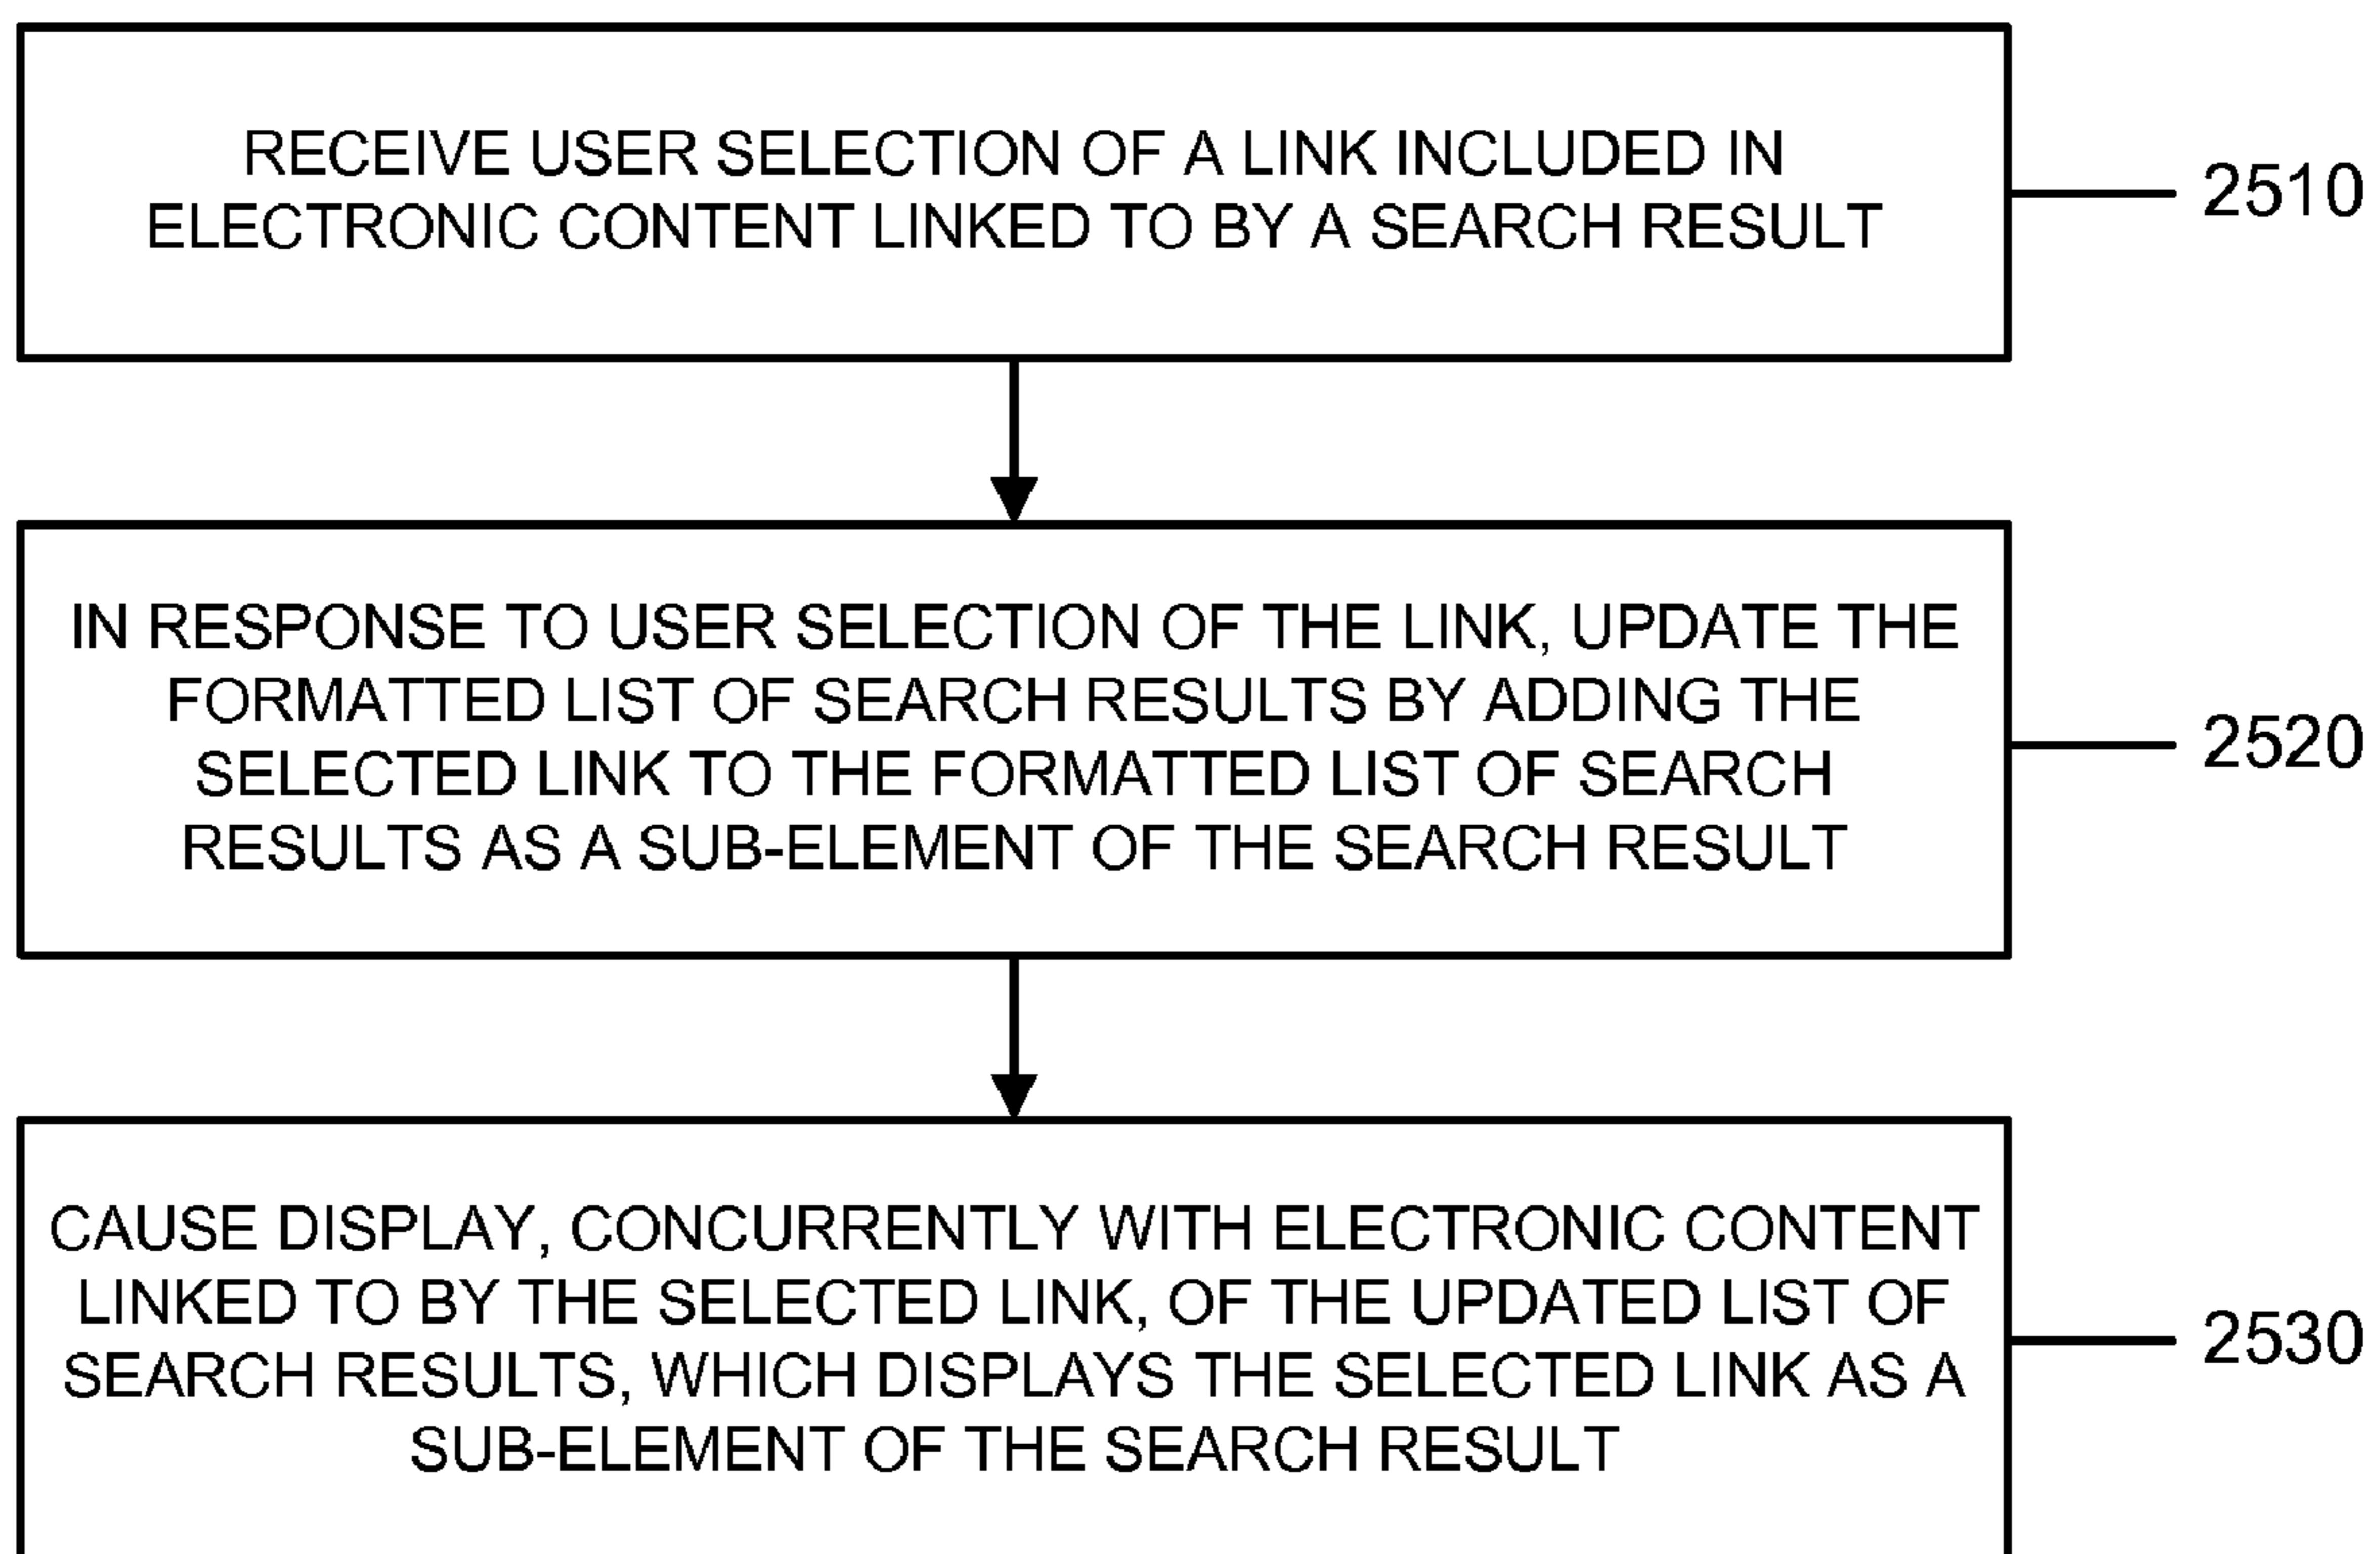 RECEIVE USER SELECTION OF A LINK INCLUDED IN
ELECTRONIC CONTENT LINKED TO BY A SEARCH RESULT
2510
IN RESPONSE TO USER SELECTION OF THE LINK, UPDATE THE
FORMATTED LIST OF SEARCH RESULTS BY ADDING THE
SELECTED LINK TO THE FORMATTED LIST OF SEARCH
RESULTS AS A SUB-ELEMENT OF THE SEARCH RESULT
2520
CAUSE DISPLAY, CONCURRENTLY WITH ELECTRONIC CONTENT
LINKED TO BY THE SELECTED LINK, OF THE UPDATED LIST OF
SEARCH RESULTS, WHICH DISPLAYS THE SELECTED LINK AS A
SUB-ELEMENT OF THE SEARCH RESULT
2530